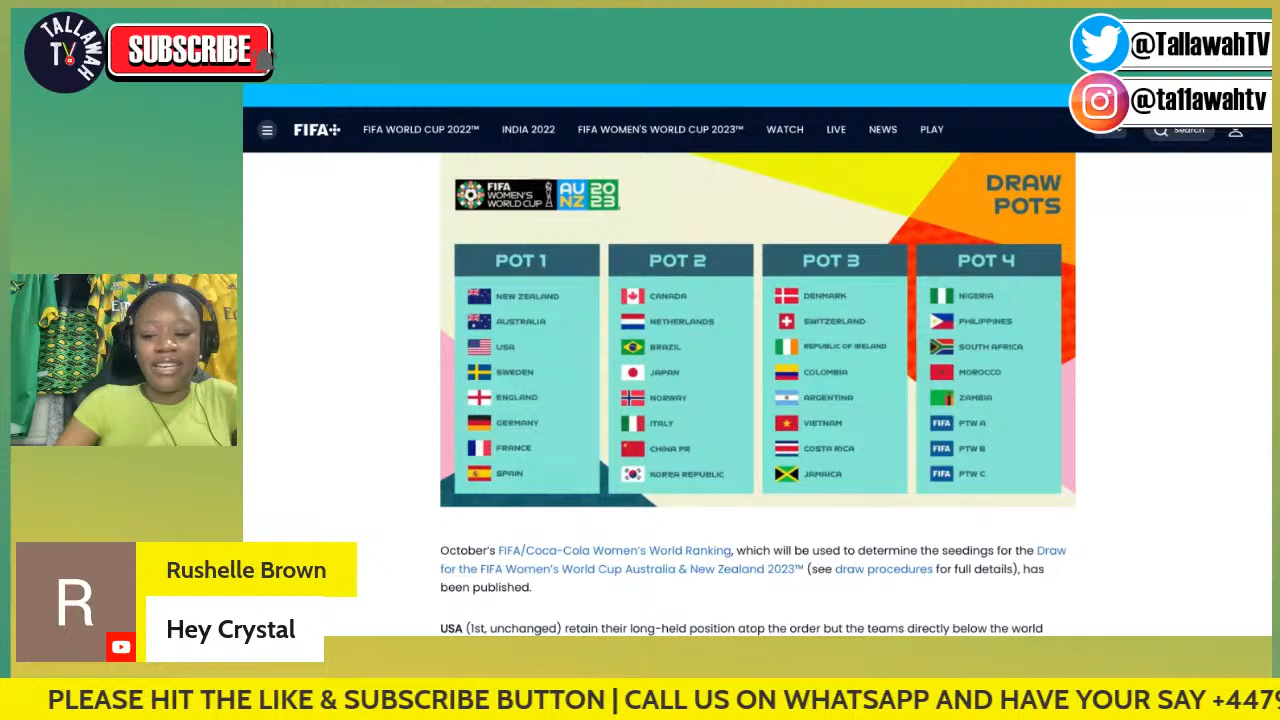 TALLAWAH
TV
SUBSCRIBE
@TallawahTV
@ta11awahtv
FIFA+
FIFA WORLD CUP 2022™
INDIA 2022
FIFA WOMEN'S WORLD CUP 2023™
WATCH
LIVE
NEWS
PLAY
Search
FIFA
WOMEN'S
WORLD CUP
AU
NZ
20
23
DRAW
POTS
POT 1
NEW ZEALAND
AUSTRALIA
USA
SWEDEN
ENGLAND
GERMANY
FRANCE
SPAIN
POT 2
CANADA
NETHERLANDS
BRAZIL
JAPAN
NORWAY
ITALY
CHINA PR
KOREA REPUBLIC
POT 3
DENMARK
SWITZERLAND
REPUBLIC OF IRELAND
COLOMBIA
ARGENTINA
VIETNAM
COSTA RICA
JAMAICA
POT 4
NIGERIA
PHILIPPINES
SOUTH AFRICA
MOROCCO
ZAMBIA
FIFA PTW A
FIFA PTW B
FIFA PTW C
October's FIFA/Coca-Cola Women's World Ranking, which will be used to determine the seedings for the Draw
for the FIFA Women's World Cup Australia & New Zealand 2023™ (see draw procedures for full details), has
been published.
USA (1st, unchanged) retain their long-held position atop the order but the teams directly below the world
R
Rushelle Brown
Hey Crystal
PLEASE HIT THE LIKE & SUBSCRIBE BUTTON | CALL US ON WHATSAPP AND HAVE YOUR SAY +447